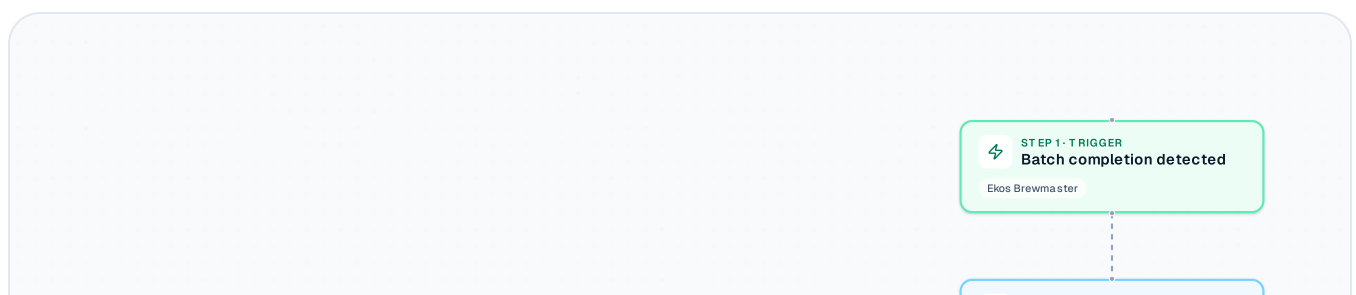 STEP 1 · TRIGGER
Batch completion detected
Ekos Brewmaster